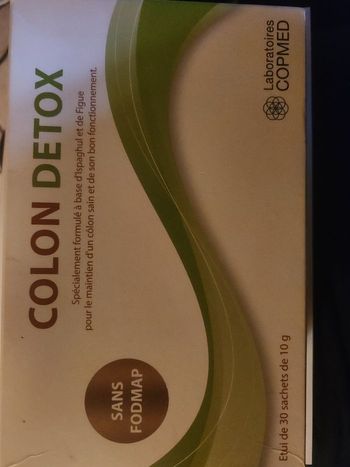 Laboratoires
COPMED
COLON DETOX
Spécialement formulé à base d'Ispaghul et de Figue
pour le maintien d'un côlon sain et de son bon fonctionnement.
SANS
FODMAP
Etui de 30 sachets de 10 g